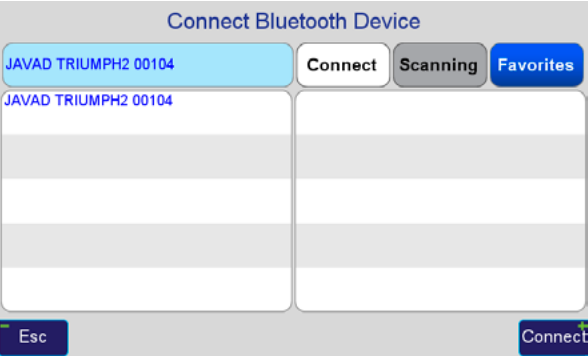 Connect Bluetooth Device
JAVAD TRIUMPH2 00104 Connect Scanning Favorites
JAVAD TRIUMPH2 00104
Esc Connect